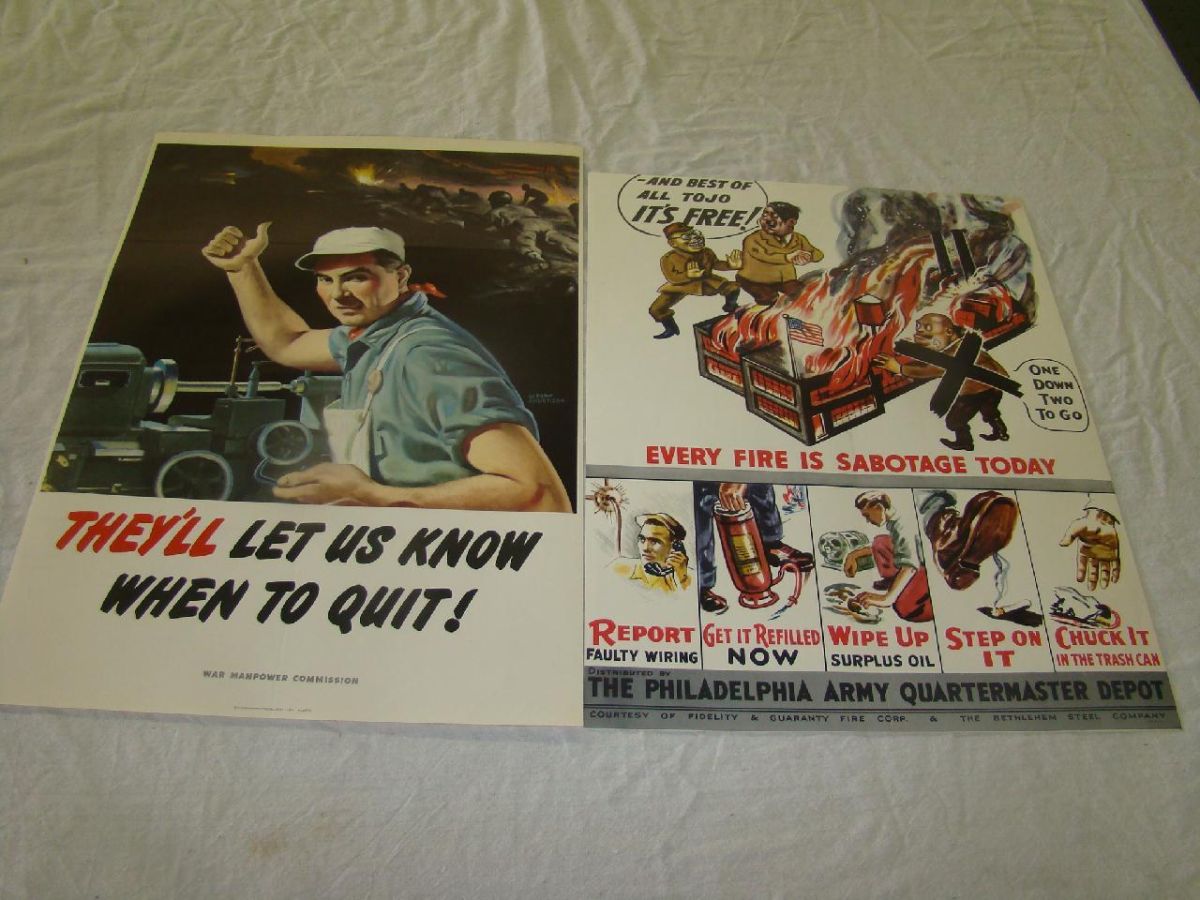 THEY'LL LET US KNOW
WHEN TO QUIT!
WAR MANPOWER COMMISSION
-AND BEST OF
ALL TOJO
IT'S FREE!
ONE
DOWN
TWO
TO GO
EVERY FIRE IS SABOTAGE TODAY
REPORT
FAULTY WIRING
GET IT REFILLED
NOW
WIPE UP
SURPLUS OIL
STEP ON
IT
CHUCK IT
IN THE TRASH CAN
DISTRIBUTED BY
THE PHILADELPHIA ARMY QUARTERMASTER DEPOT
COURTESY OF FIDELITY & GUARANTY FIRE CORP. & THE BETHLEHEM STEEL COMPANY